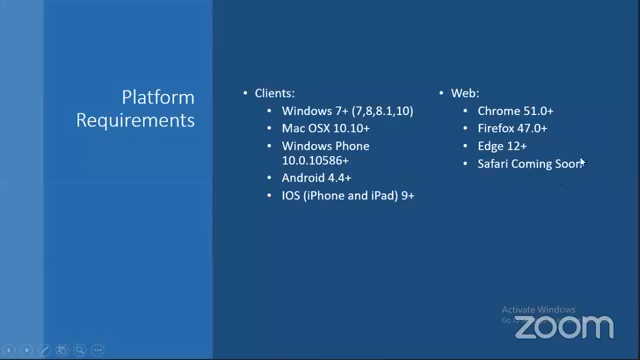 Platform
Requirements
• Clients:
• Windows 7+ (7,8,8.1,10)
• Mac OSX 10.10+
• Windows Phone
10.0.10586+
• Android 4.4+
• IOS (iPhone and iPad) 9+
• Web:
• Chrome 51.0+
• Firefox 47.0+
• Edge 12+
• Safari Coming Soon
Activate Windows
Go to
zoom